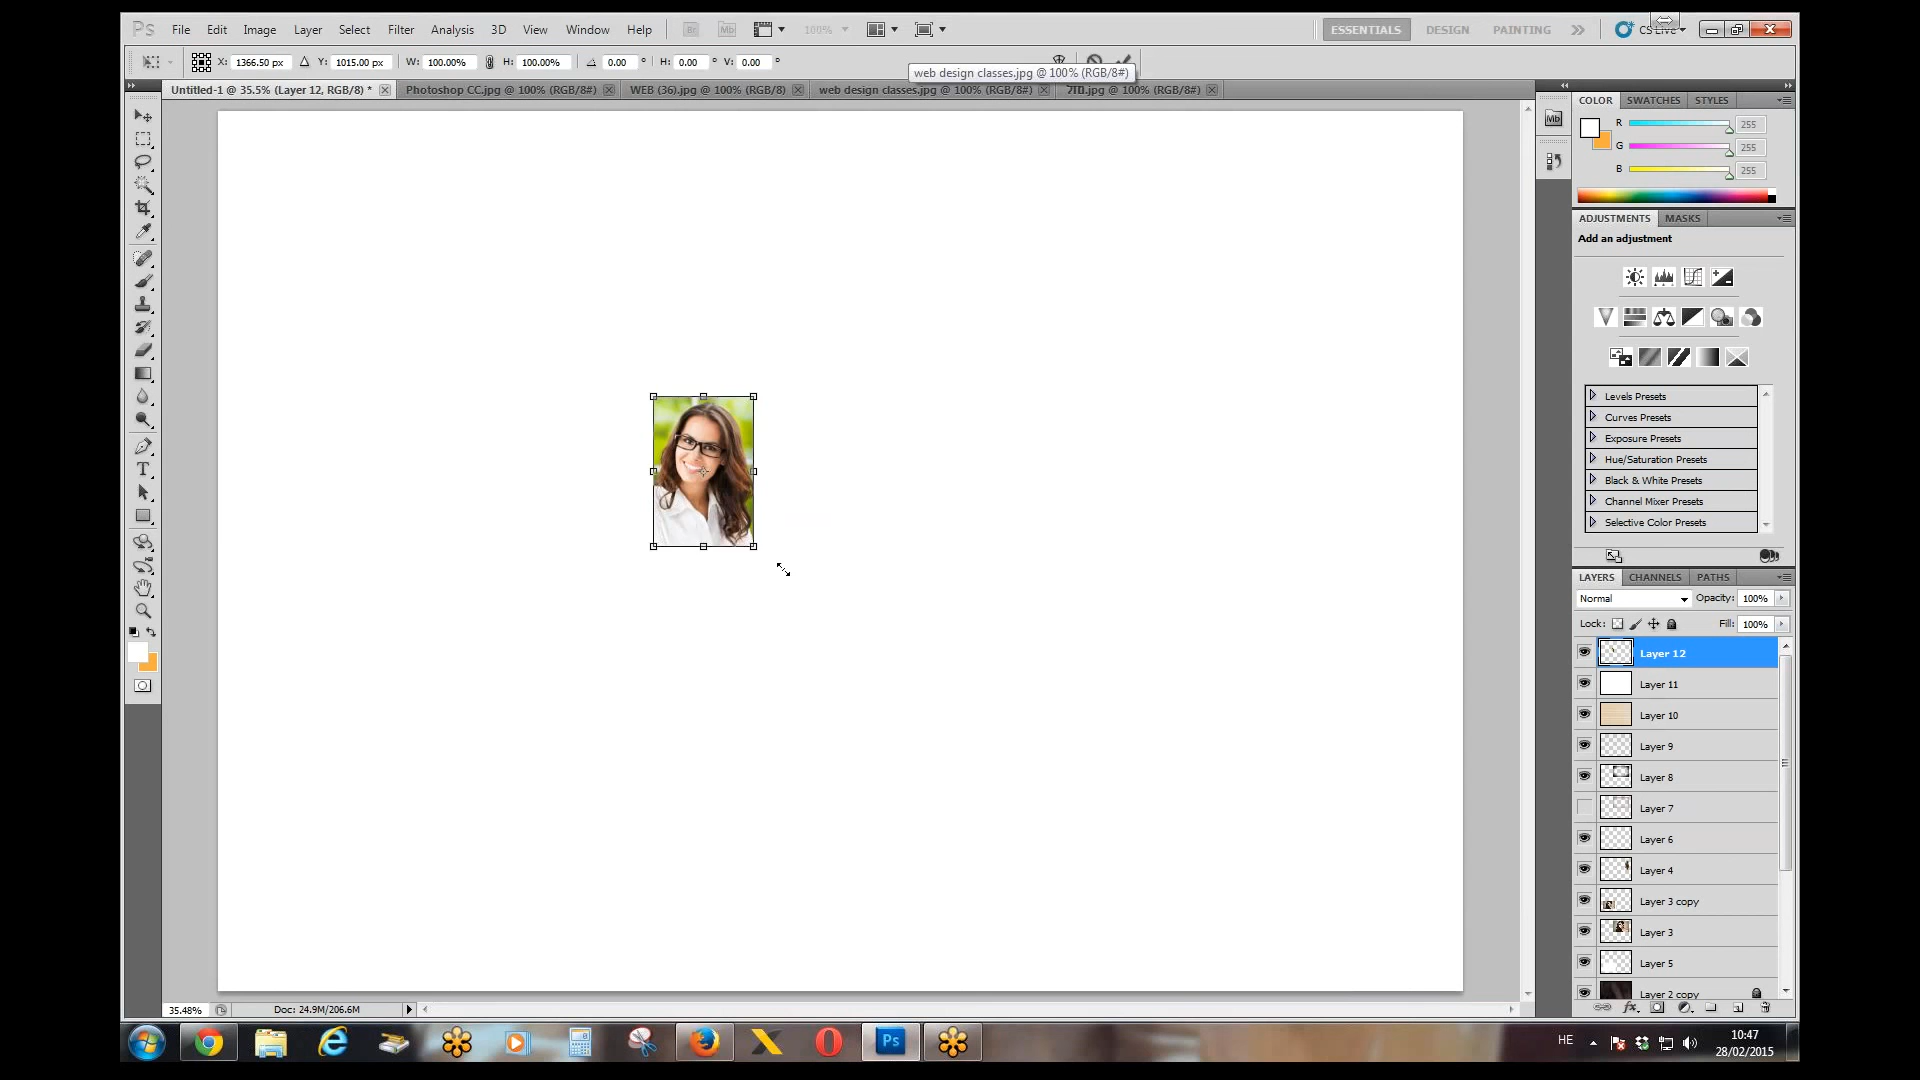 Ps File Edit Image Layer Select Filter Analysis 3D View Window Help Br Mb 100% ESSENTIALS DESIGN PAINTING CS Live
X: 1366.50 px Y: 1015.00 px W: 100.00% H: 100.00% 0.00 ° H: 0.00 ° V: 0.00 °
web design classes.jpg @ 100% (RGB/8#)
Untitled-1 @ 35.5% (Layer 12, RGB/8) * Photoshop CC.jpg @ 100% (RGB/8#) WEB (36).jpg @ 100% (RGB/8) web design classes.jpg @ 100% (RGB/8#) .jpg @ 100% (RGB/8#)
COLOR SWATCHES STYLES
Mb
R 255
G 255
B 255
ADJUSTMENTS MASKS
Add an adjustment
Levels Presets
Curves Presets
Exposure Presets
Hue/Saturation Presets
Black & White Presets
Channel Mixer Presets
Selective Color Presets
LAYERS CHANNELS PATHS
Normal Opacity: 100%
Lock: Fill: 100%
Layer 12
Layer 11
Layer 10
Layer 9
Layer 8
Layer 7
Layer 6
Layer 4
Layer 3 copy
Layer 3
Layer 5
Layer 2 copy
T
fx
35.48% Doc: 24.9M/206.6M
Ps
HE
10:47
28/02/2015